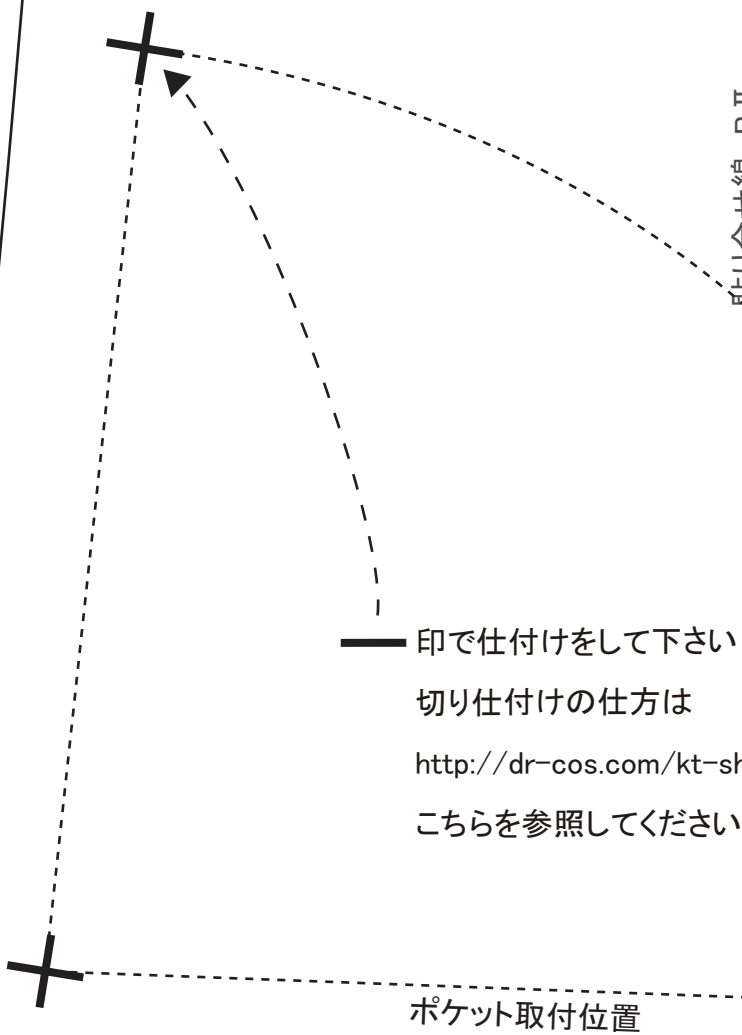 印で仕付けをして下さい
切り仕付けの仕方は
http://dr-cos.com/kt-sh
こちらを参照してください
ポケット取付位置